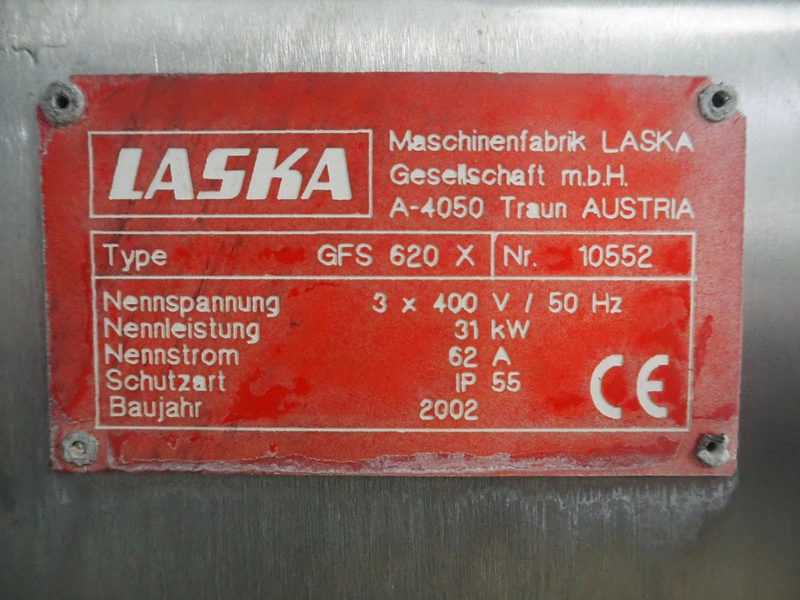 LASKA
Maschinenfabrik LASKA
Gesellschaft m.b.H.
A-4050 Traun AUSTRIA
Type GFS 620 X Nr. 10552
Nennspannung 3 x 400 V / 50 Hz
Nennleistung 31 kW
Nennstrom 62 A
Schutzart IP 55
Baujahr 2002
CE